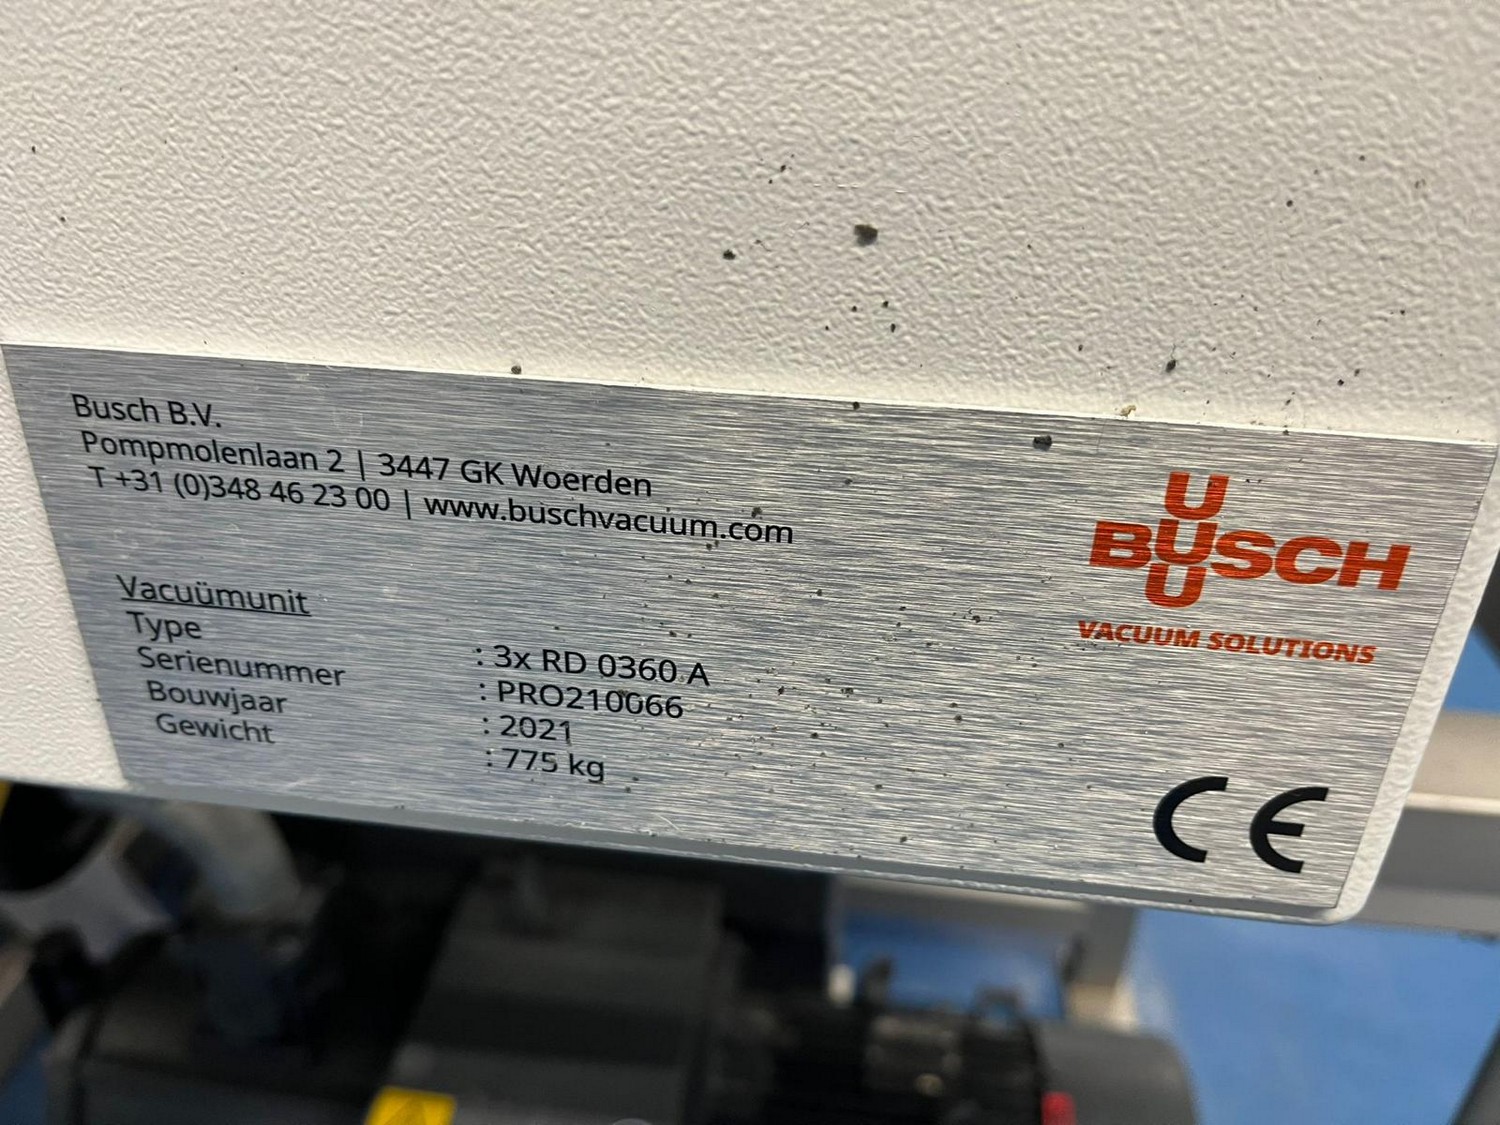 Busch B.V.
Pompmolenlaan 2 | 3447 GK Woerden
T +31 (0)348 46 23 00 | www.buschvacuum.com
U
BUSCH
U
VACUUM SOLUTIONS
Vacuümunit
Type : 3x RD 0360 A
Serienummer : PRO210066
Bouwjaar : 2021
Gewicht : 775 kg
CE